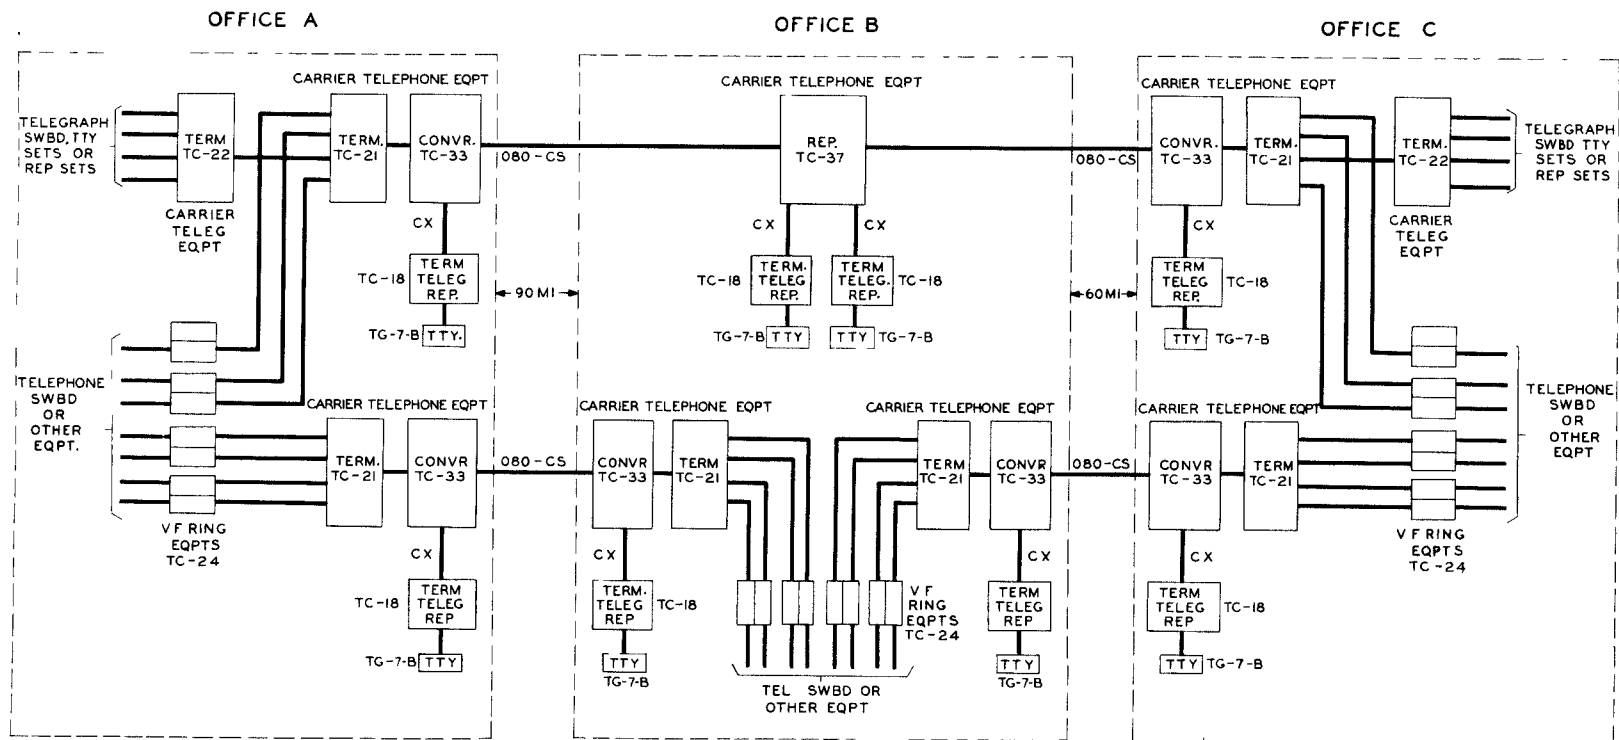 OFFICE A
OFFICE B
OFFICE C
CARRIER TELEPHONE EQPT
TELEGRAPH
SWBD, TTY
SETS OR
REP SETS
TERM
TC-22
CARRIER
TELEG
EQPT
TERM.
TC-21
CONVR.
TC-33
080-CS
CX
TC-18
TERM
TELEG
REP.
TG-7-B
TTY.
90 MI
CARRIER TELEPHONE EQPT
REP.
TC-37
CX
CX
TC-18
TERM.
TELEG
REP.
TERM
TELEG.
REP.
TC-18
TG-7-B
TTY
TTY
TG-7-B
60MI
080-CS
CARRIER TELEPHONE EQPT
CONVR.
TC-33
TERM.
TC-21
TERM.
TC-22
TELEGRAPH
SWBD TTY
SETS OR
REP SETS
CARRIER
TELEG
EQPT
CX
TERM
TELEG
REP.
TC-18
TTY
TG-7-B
TELEPHONE
SWBD
OR
OTHER
EQPT.
VF RING
EQPTS
TC-24
CARRIER TELEPHONE EQPT
TERM.
TC-21
CONVR
TC-33
080-CS
CX
TC-18
TERM
TELEG
REP
TG-7-B
TTY
CARRIER TELEPHONE EQPT
CONVR
TC-33
TERM
TC-21
CX
TERM.
TELEG
REP
TC-18
TTY
TG-7-B
TEL SWBD OR
OTHER EQPT
VF
RING
EQPTS
TC-24
CARRIER TELEPHONE EQPT
TERM
TC-21
CONVR
TC-33
CX
TERM
TELEG
REP
TTY
TG-7-B
080-CS
CARRIER TELEPHONE EQPT
CONVR
TC-33
TERM
TC-21
CX
TERM
TELEG
REP
TC-18
TTY
TG-7-B
VF RING
EQPTS
TC-24
TELEPHONE
SWBD
OR
OTHER
EQPT